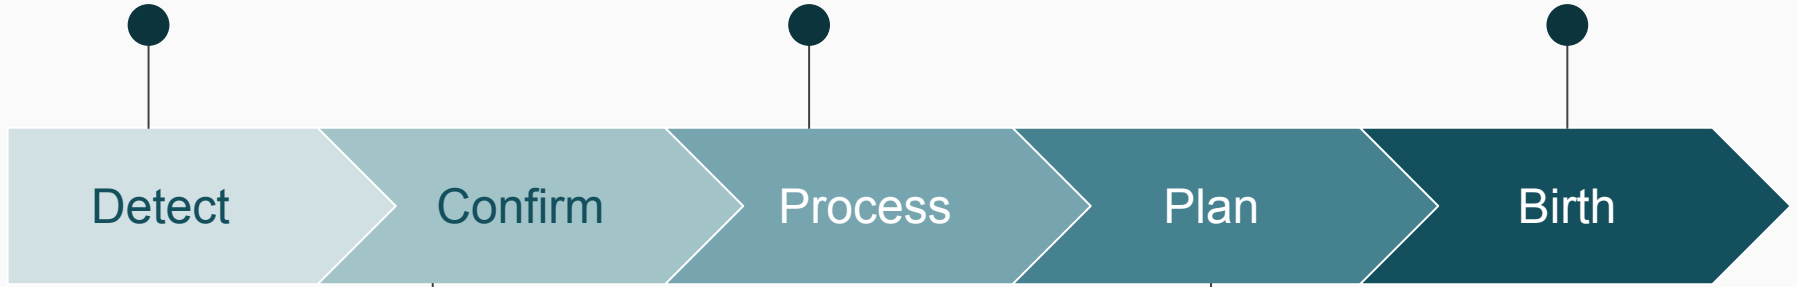 Detect
Confirm
Process
Plan
Birth